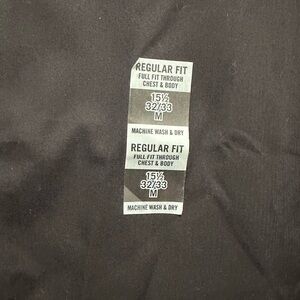 REGULAR FIT
FULL FIT THROUGH
CHEST & BODY
15½
32/33
M
MACHINE WASH & DRY
REGULAR FIT
FULL FIT THROUGH
CHEST & BODY
15½
32/33
M
MACHINE WASH & DRY